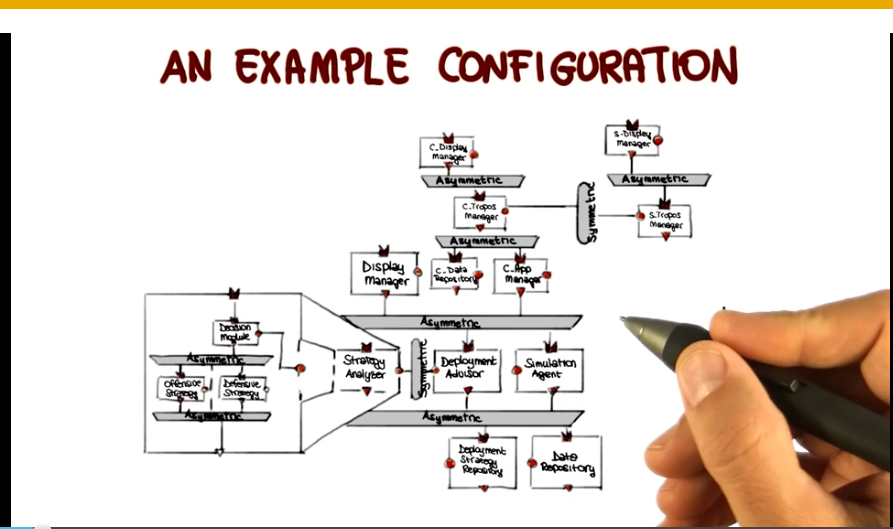 AN EXAMPLE CONFIGURATION
C_Display
Manager
S_Display
Manager
Asymmetric
Asymmetric
C_Tropos
Manager
Symmetric
S_Tropos
Manager
Asymmetric
Display
Manager
C_Data
Repository
C_App
Manager
Asymmetric
Decision
Module
Asymmetric
Offensive
Strategy
Defensive
Strategy
Asymmetric
Strategy
Analyzer
Symmetric
Deployment
Advisor
Simulation
Agent
Asymmetric
Deployment
Strategy
Repository
Data
Repository